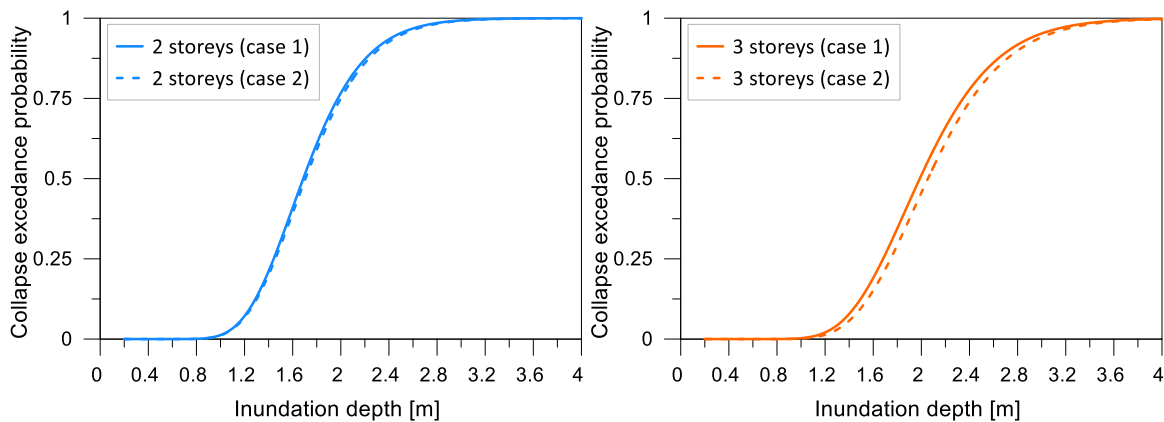 Collapse excedance probability
1
0.75
0.5
0.25
0
2 storeys (case 1)
2 storeys (case 2)
0 0.4 0.8 1.2 1.6 2 2.4 2.8 3.2 3.6 4
Inundation depth [m]
Collapse excedance probability
1
0.75
0.5
0.25
0
3 storeys (case 1)
3 storeys (case 2)
0 0.4 0.8 1.2 1.6 2 2.4 2.8 3.2 3.6 4
Inundation depth [m]